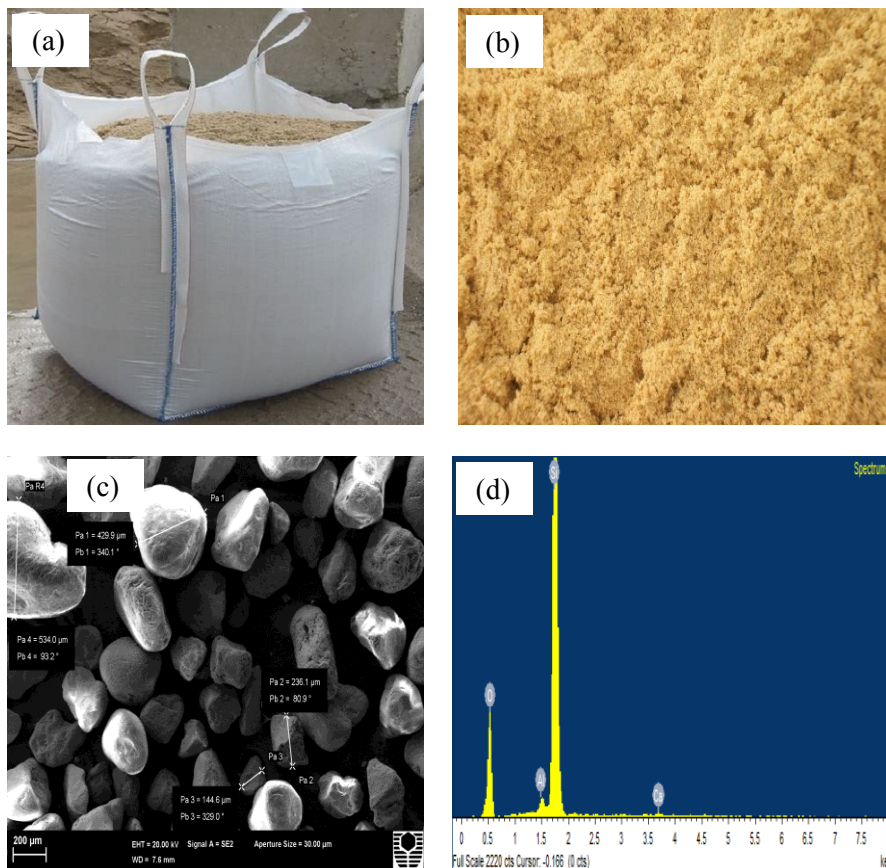 (a)
(b)
(c)
Pa R4
Pa 1
Pa 1 = 429.9 µm
Pb 1 = 340.1 °
Pa 4 = 534.0 µm
Pb 4 = 93.2 °
Pa 2 = 236.1 µm
Pb 2 = 80.9 °
Pa 3
Pa 2
Pa 3 = 144.6 µm
Pb 3 = 329.0 °
200 µm
EHT = 20.00 kV Signal A = SE2 Aperture Size = 30.00 µm
WD = 7.6 mm
(d)
Spectrum
Si
O
Al
Ca
0 0.5 1 1.5 2 2.5 3 3.5 4 4.5 5 5.5 6 6.5 7 7.5
Full Scale 2220 cts Cursor: -0.166 (0 cts) ke